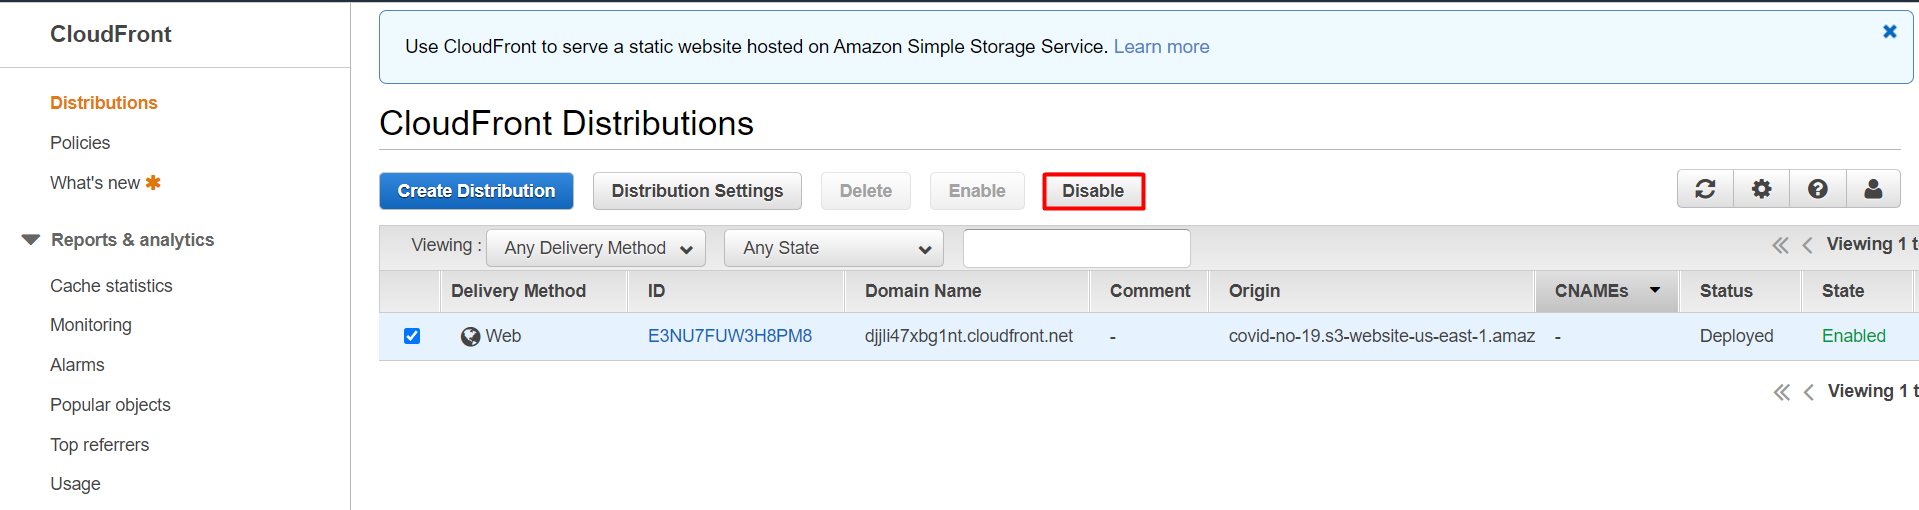 CloudFront
Use CloudFront to serve a static website hosted on Amazon Simple Storage Service. Learn more
Distributions
Policies
What's new
Reports & analytics
Cache statistics
Monitoring
Alarms
Popular objects
Top referrers
Usage
CloudFront Distributions
Create Distribution Distribution Settings Delete Enable Disable
Viewing : Any Delivery Method Any State Viewing 1 t
Delivery Method ID Domain Name Comment Origin CNAMEs Status State
Web E3NU7FUW3H8PM8 djjli47xbg1nt.cloudfront.net - covid-no-19.s3-website-us-east-1.amaz - Deployed Enabled
Viewing 1 t